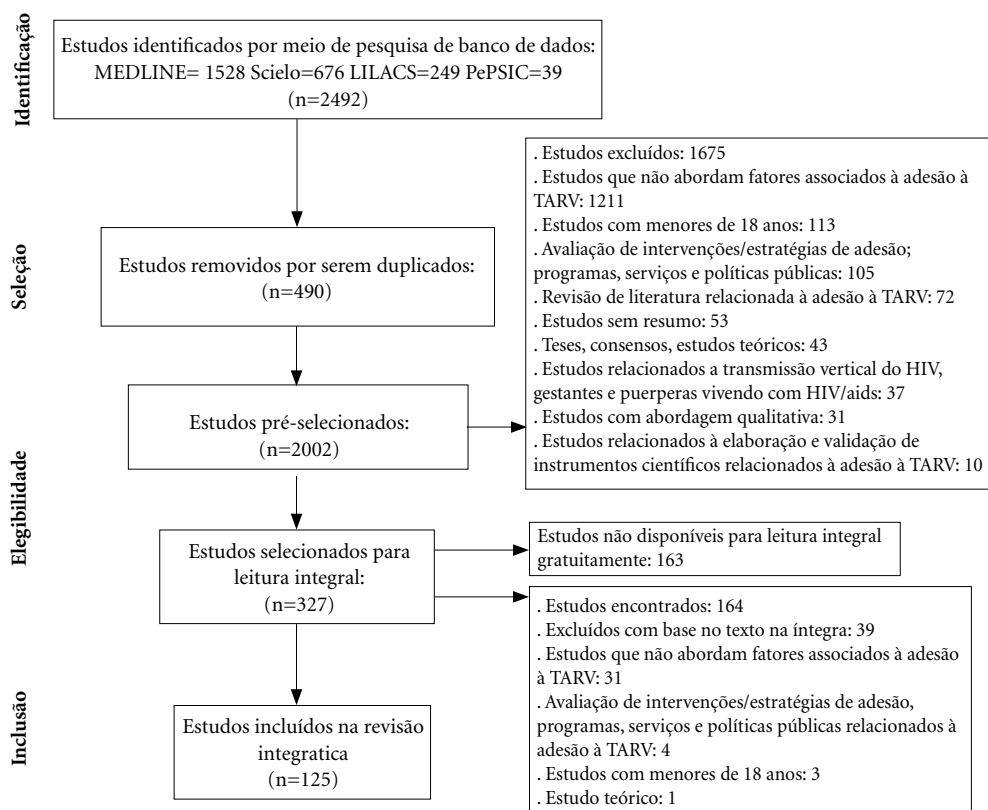 Identificação
Estudos identificados por meio de pesquisa de banco de dados:
MEDLINE= 1528 Scielo=676 LILACS=249 PePSIC=39
(n=2492)
Seleção
Estudos removidos por serem duplicados:
(n=490)
. Estudos excluídos: 1675
. Estudos que não abordam fatores associados à adesão à
TARV: 1211
. Estudos com menores de 18 anos: 113
. Avaliação de intervenções/estratégias de adesão;
programas, serviços e políticas públicas: 105
. Revisão de literatura relacionada à adesão à TARV: 72
. Estudos sem resumo: 53
. Teses, consensos, estudos teóricos: 43
. Estudos relacionados a transmissão vertical do HIV,
gestantes e puerperas vivendo com HIV/aids: 37
. Estudos com abordagem qualitativa: 31
. Estudos relacionados à elaboração e validação de
instrumentos científicos relacionados à adesão à TARV: 10
Estudos pré-selecionados:
(n=2002)
Elegibilidade
Estudos selecionados para
leitura integral:
(n=327)
Estudos não disponíveis para leitura integral
gratuitamente: 163
. Estudos encontrados: 164
. Excluídos com base no texto na íntegra: 39
. Estudos que não abordam fatores associados à adesão
à TARV: 31
. Avaliação de intervenções/estratégias de adesão,
programas, serviços e políticas públicas relacionados à
adesão à TARV: 4
. Estudos com menores de 18 anos: 3
. Estudo teórico: 1
Inclusão
Estudos incluídos na revisão
integratica
(n=125)